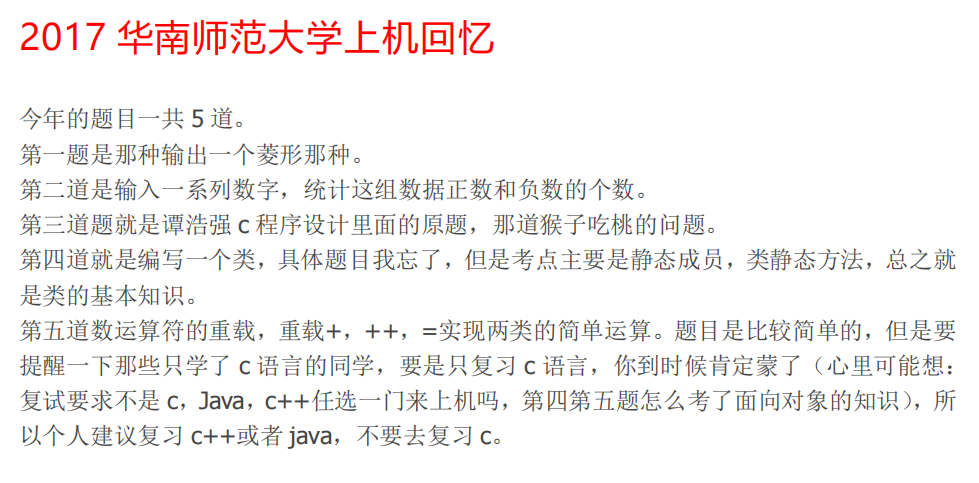 2017 华南师范大学上机回忆
今年的题目一共 5 道。
第一题是那种输出一个菱形那种。
第二道是输入一系列数字，统计这组数据正数和负数的个数。
第三道题就是谭浩强 c 程序设计里面的原题，那道猴子吃桃的问题。
第四道就是编写一个类，具体题目我忘了，但是考点主要是静态成员，类静态方法，总之就
是类的基本知识。
第五道数运算符的重载，重载+，++，=实现两类的简单运算。题目是比较简单的，但是要
提醒一下那些只学了 c 语言的同学，要是只复习 c 语言，你到时候肯定蒙了（心里可能想：
复试要求不是 c，Java，c++任选一门来上机吗，第四第五题怎么考了面向对象的知识），所
以个人建议复习 c++或者 java，不要去复习 c。